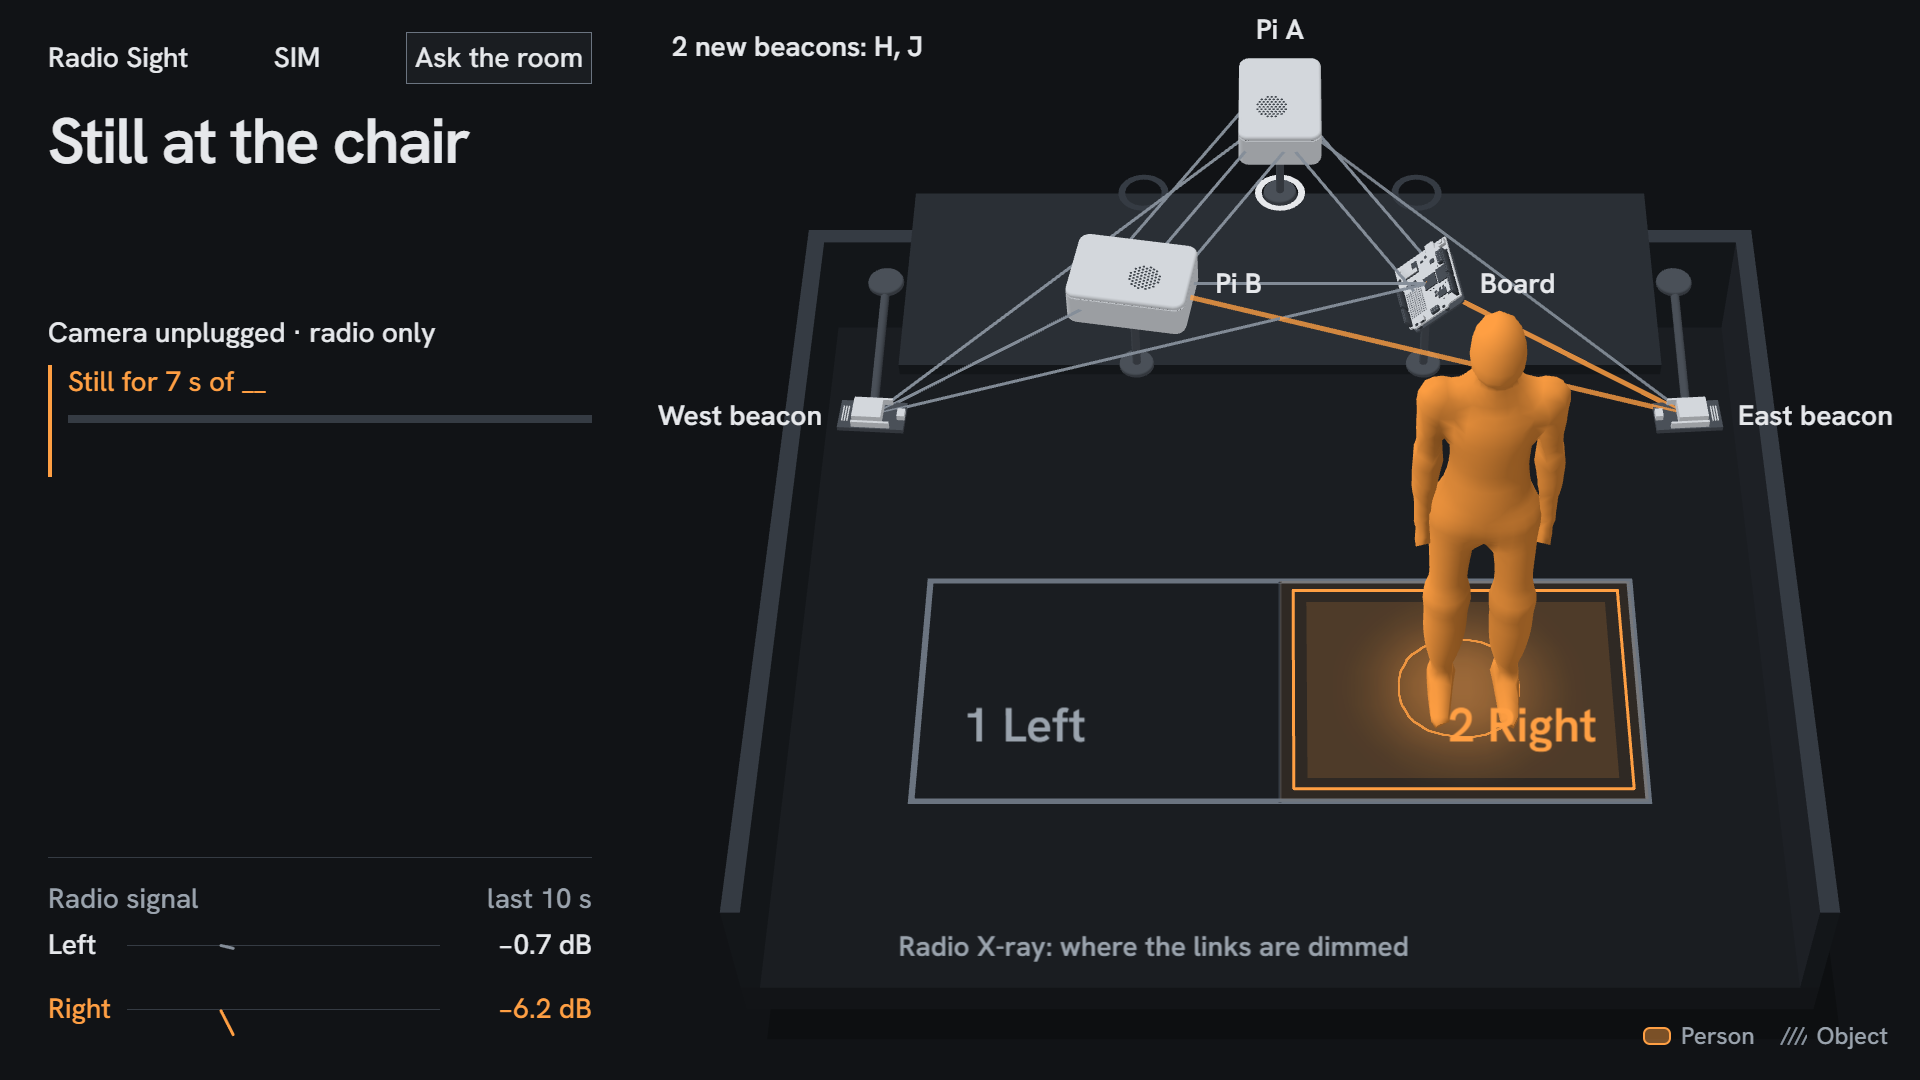 Radio Sight
SIM
Ask the room
Still at the chair
Camera unplugged · radio only
Still for 7 s of __
Radio signal
last 10 s
Left
−0.7 dB
Right
−6.2 dB
2 new beacons: H, J
Pi A
Pi B
Board
West beacon
East beacon
1 Left
2 Right
Radio X-ray: where the links are dimmed
Person
Object